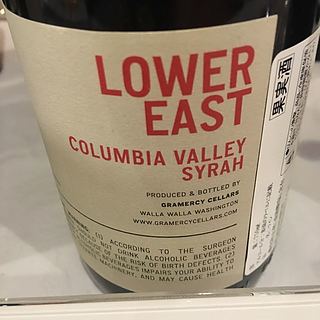 LOWER
EAST
COLUMBIA VALLEY
SYRAH
PRODUCED & BOTTLED BY
GRAMERCY CELLARS
WALLA WALLA WASHINGTON
WWW.GRAMERCYCELLARS.COM
(1) ACCORDING TO THE SURGEON
NOT DRINK ALCOHOLIC BEVERAGES
OF THE RISK OF BIRTH DEFECTS. (2)
BEVERAGES IMPAIRS YOUR ABILITY TO
MACHINERY, AND MAY CAUSE HEALTH
果実酒